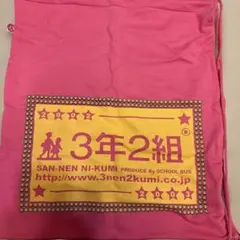 3年2組®
SAN-NEN NI-KUMI PRODUCE By SCHOOL BUS
http://www.3nen2kumi.co.jp